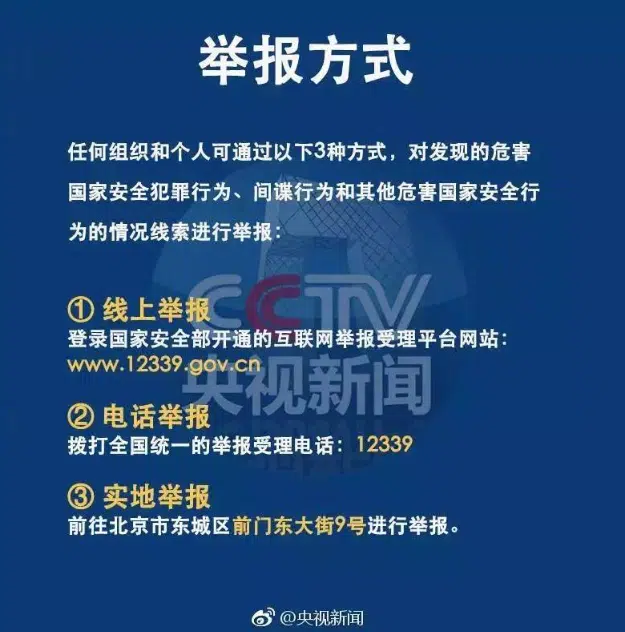 举报方式
任何组织和个人可通过以下3种方式，对发现的危害
国家安全犯罪行为、间谍行为和其他危害国家安全行
为的情况线索进行举报：
CCTV
① 线上举报
登录国家安全部开通的互联网举报受理平台网站：
www.12339.gov.cn
央视新闻
② 电话举报
拨打全国统一的举报受理电话：12339
③ 实地举报
前往北京市东城区前门东大街9号进行举报。
@央视新闻